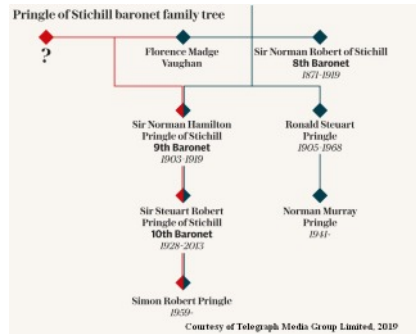 Pringle of Stichill baronet family tree
?
Florence Madge
Vaughan
Sir Norman Robert of Stichill
8th Baronet
1871-1919
Sir Norman Hamilton
Pringle of Stichill
9th Baronet
1903-1919
Ronald Steuart
Pringle
1905-1968
Sir Steuart Robert
Pringle of Stichill
10th Baronet
1928-2013
Norman Murray
Pringle
1941-
Simon Robert Pringle
1959-
Courtesy of Telegraph Media Group Limited, 2019